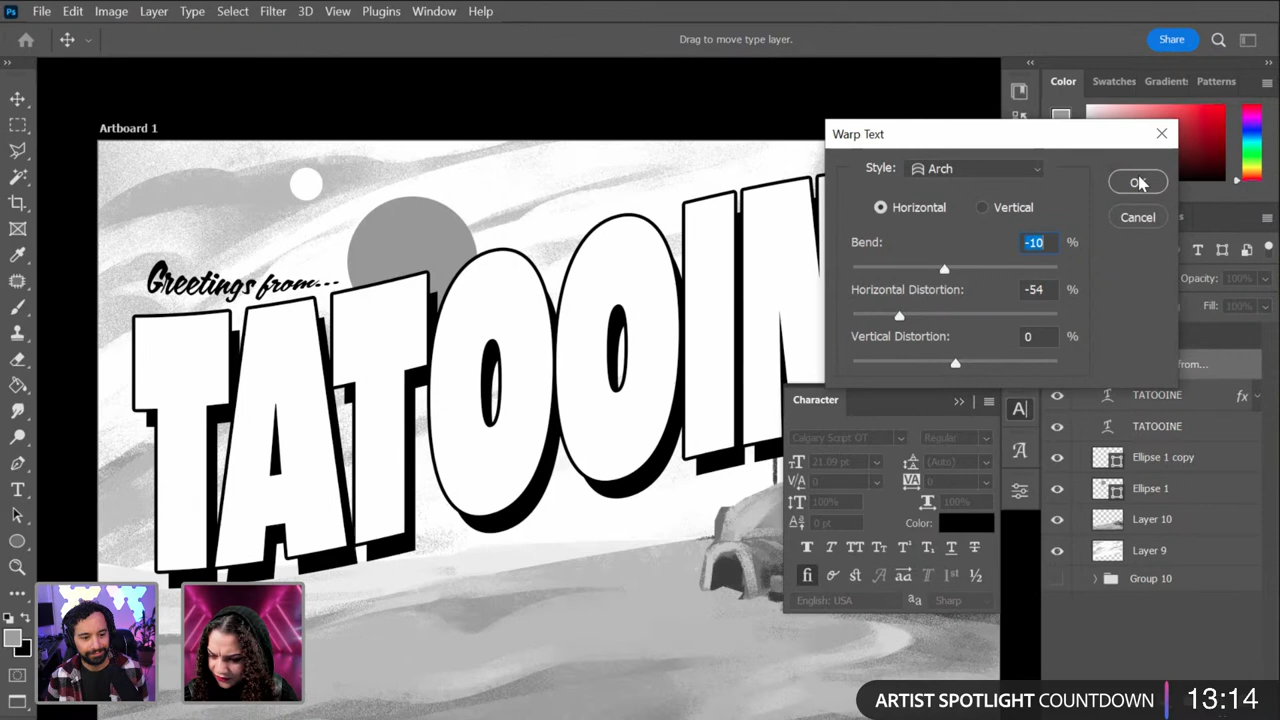 Ps File Edit Image Layer Type Select Filter 3D View Plugins Window Help
Drag to move type layer.
Share
Artboard 1
Color Swatches Gradient: Patterns
Warp Text
Style: Arch
Horizontal Vertical
Bend: -10 %
Horizontal Distortion: -54 %
Vertical Distortion: 0 %
Cancel
Opacity: 100%
Fill: 100%
Greetings from...
TATOOIN
from...
TATOOINE fx
TATOOINE
Ellipse 1 copy
Ellipse 1
Layer 10
Layer 9
Group 10
Character
Calgary Script OT Regular
21.09 pt (Auto)
0 0
100% 100%
0 pt Color:
English: USA Sharp
ARTIST SPOTLIGHT COUNTDOWN 13:14